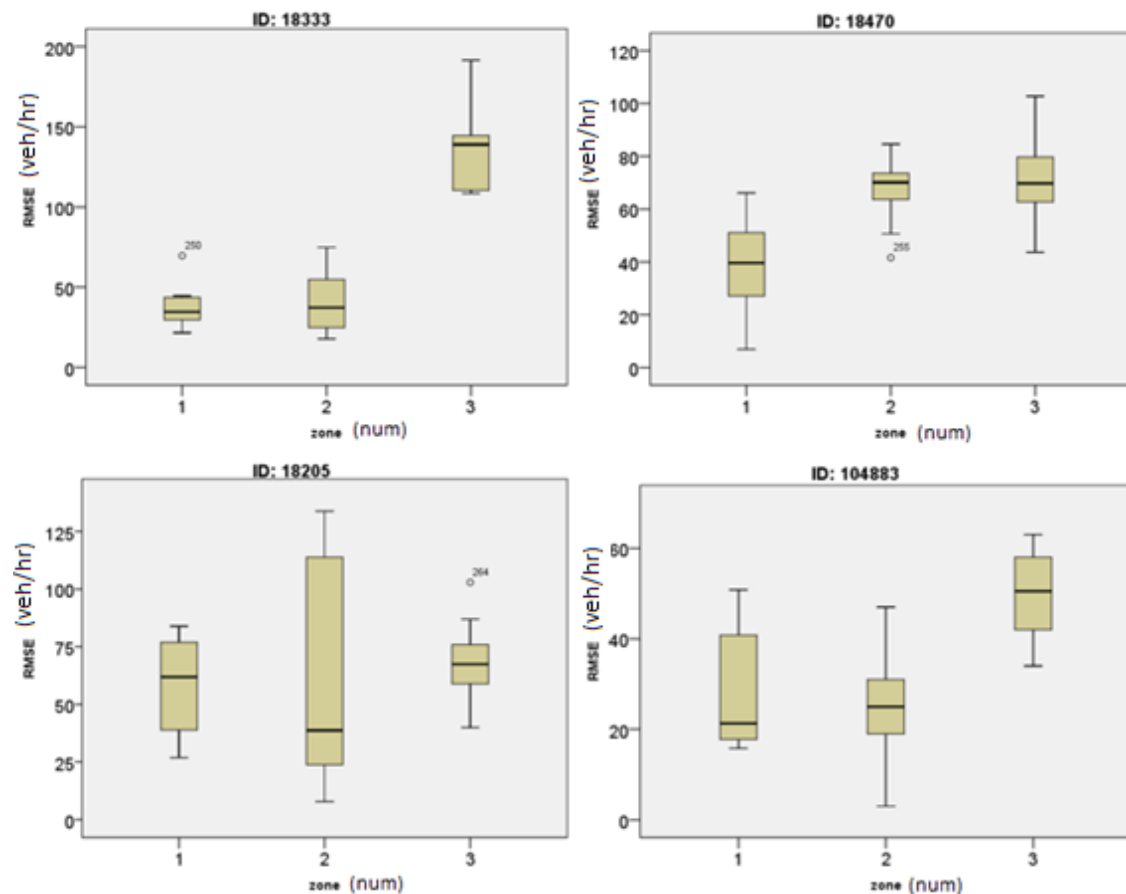 ID: 18333
RMSE (veh/hr)
200
150
100
50
0
250
1 2 3
zone (num)
ID: 18470
RMSE (veh/hr)
120
100
80
60
40
20
0
255
1 2 3
zone (num)
ID: 18205
RMSE (veh/hr)
125
100
75
50
25
0
264
1 2 3
zone (num)
ID: 104883
RMSE (veh/hr)
60
40
20
0
1 2 3
zone (num)